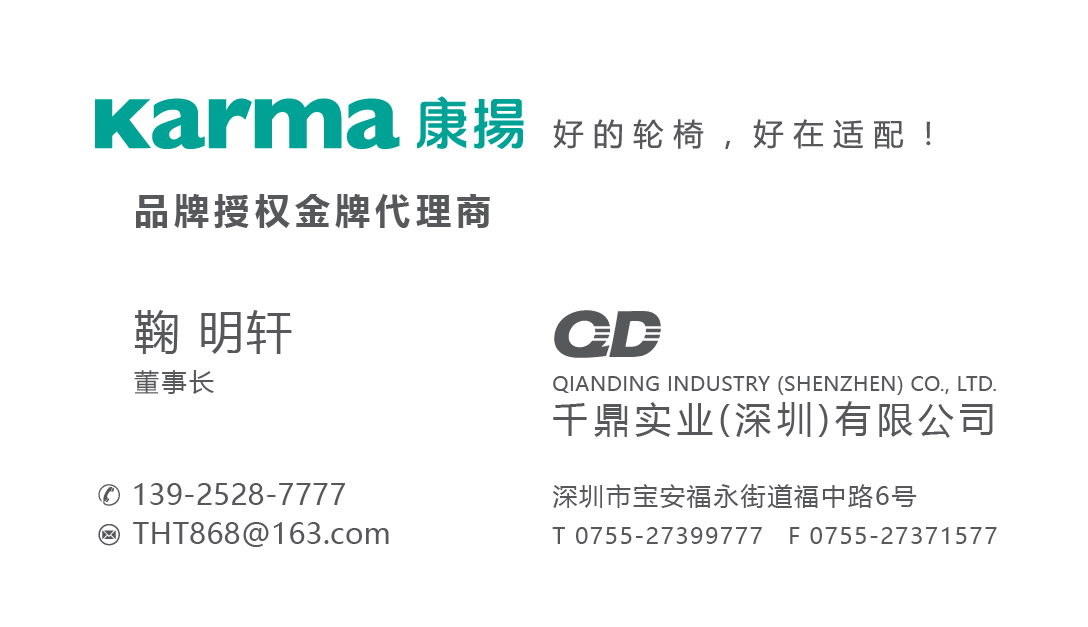 Karma 康揚 好的轮椅，好在适配！
品牌授权金牌代理商
鞠 明轩
董事长
139-2528-7777
THT868@163.com
QD
QIANDING INDUSTRY (SHENZHEN) CO., LTD.
千鼎实业(深圳)有限公司
深圳市宝安福永街道福中路6号
T 0755-27399777 F 0755-27371577